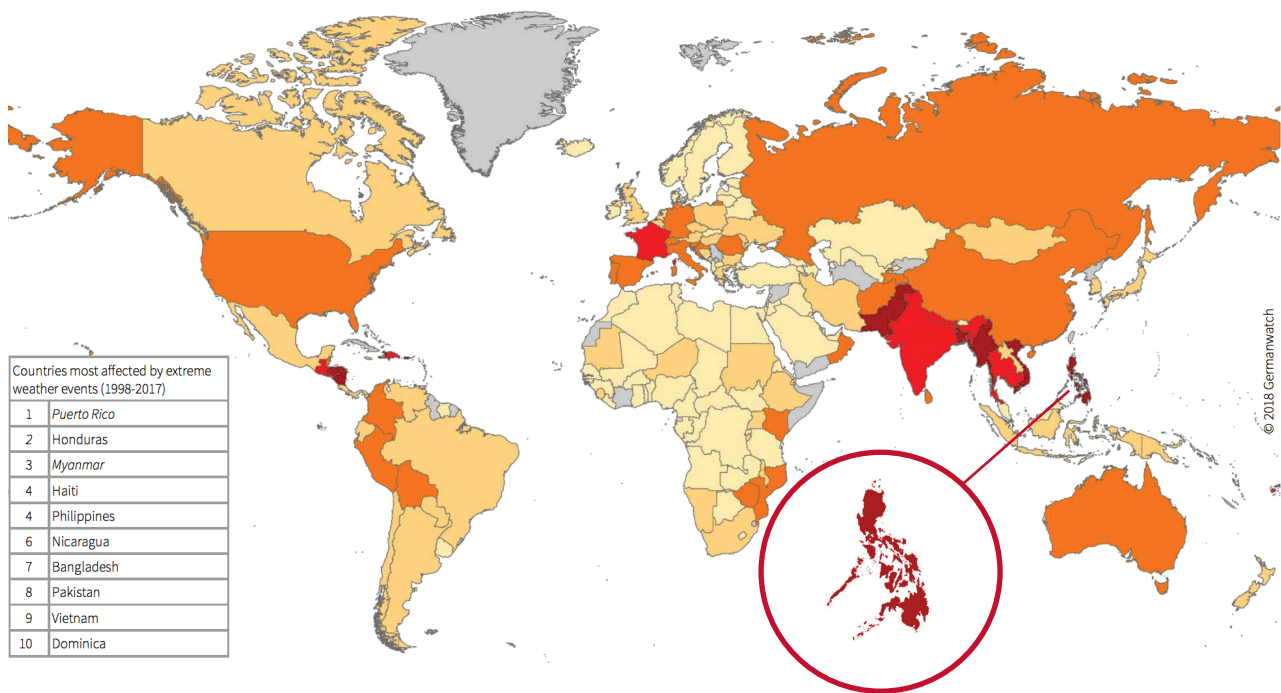 Countries most affected by extreme
weather events (1998-2017)
1 Puerto Rico
2 Honduras
3 Myanmar
4 Haiti
4 Philippines
6 Nicaragua
7 Bangladesh
8 Pakistan
9 Vietnam
10 Dominica
© 2018 Germanwatch